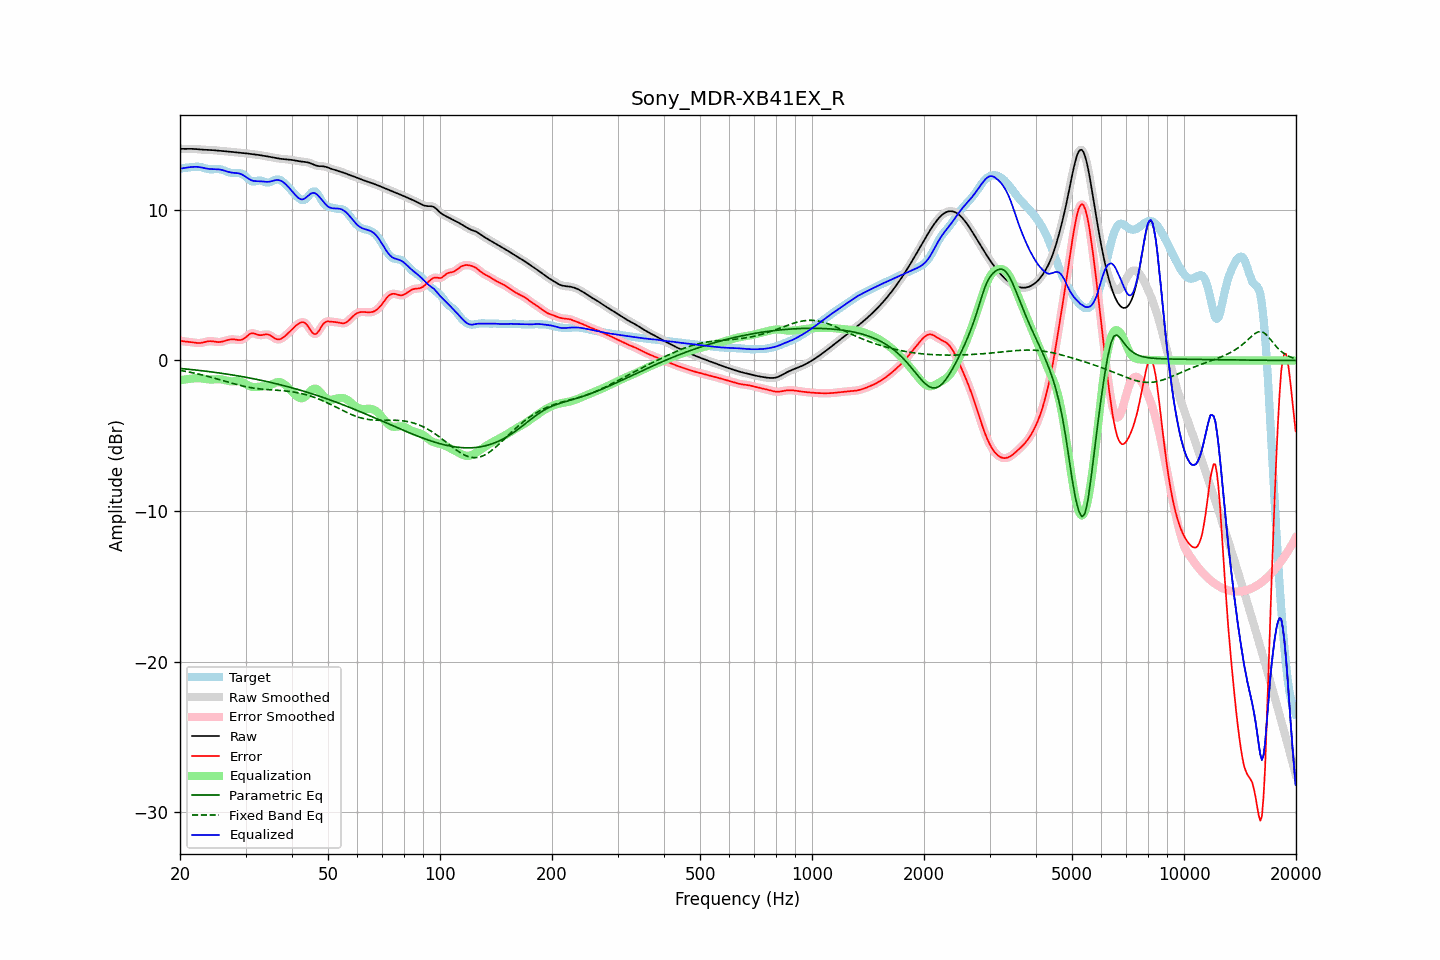 Sony_MDR-XB41EX_R
Amplitude (dBr)
10
0
−10
−20
−30
Target
Raw Smoothed
Error Smoothed
Raw
Error
Equalization
Parametric Eq
Fixed Band Eq
Equalized
20 50 100 200 500 1000 2000 5000 10000 20000
Frequency (Hz)